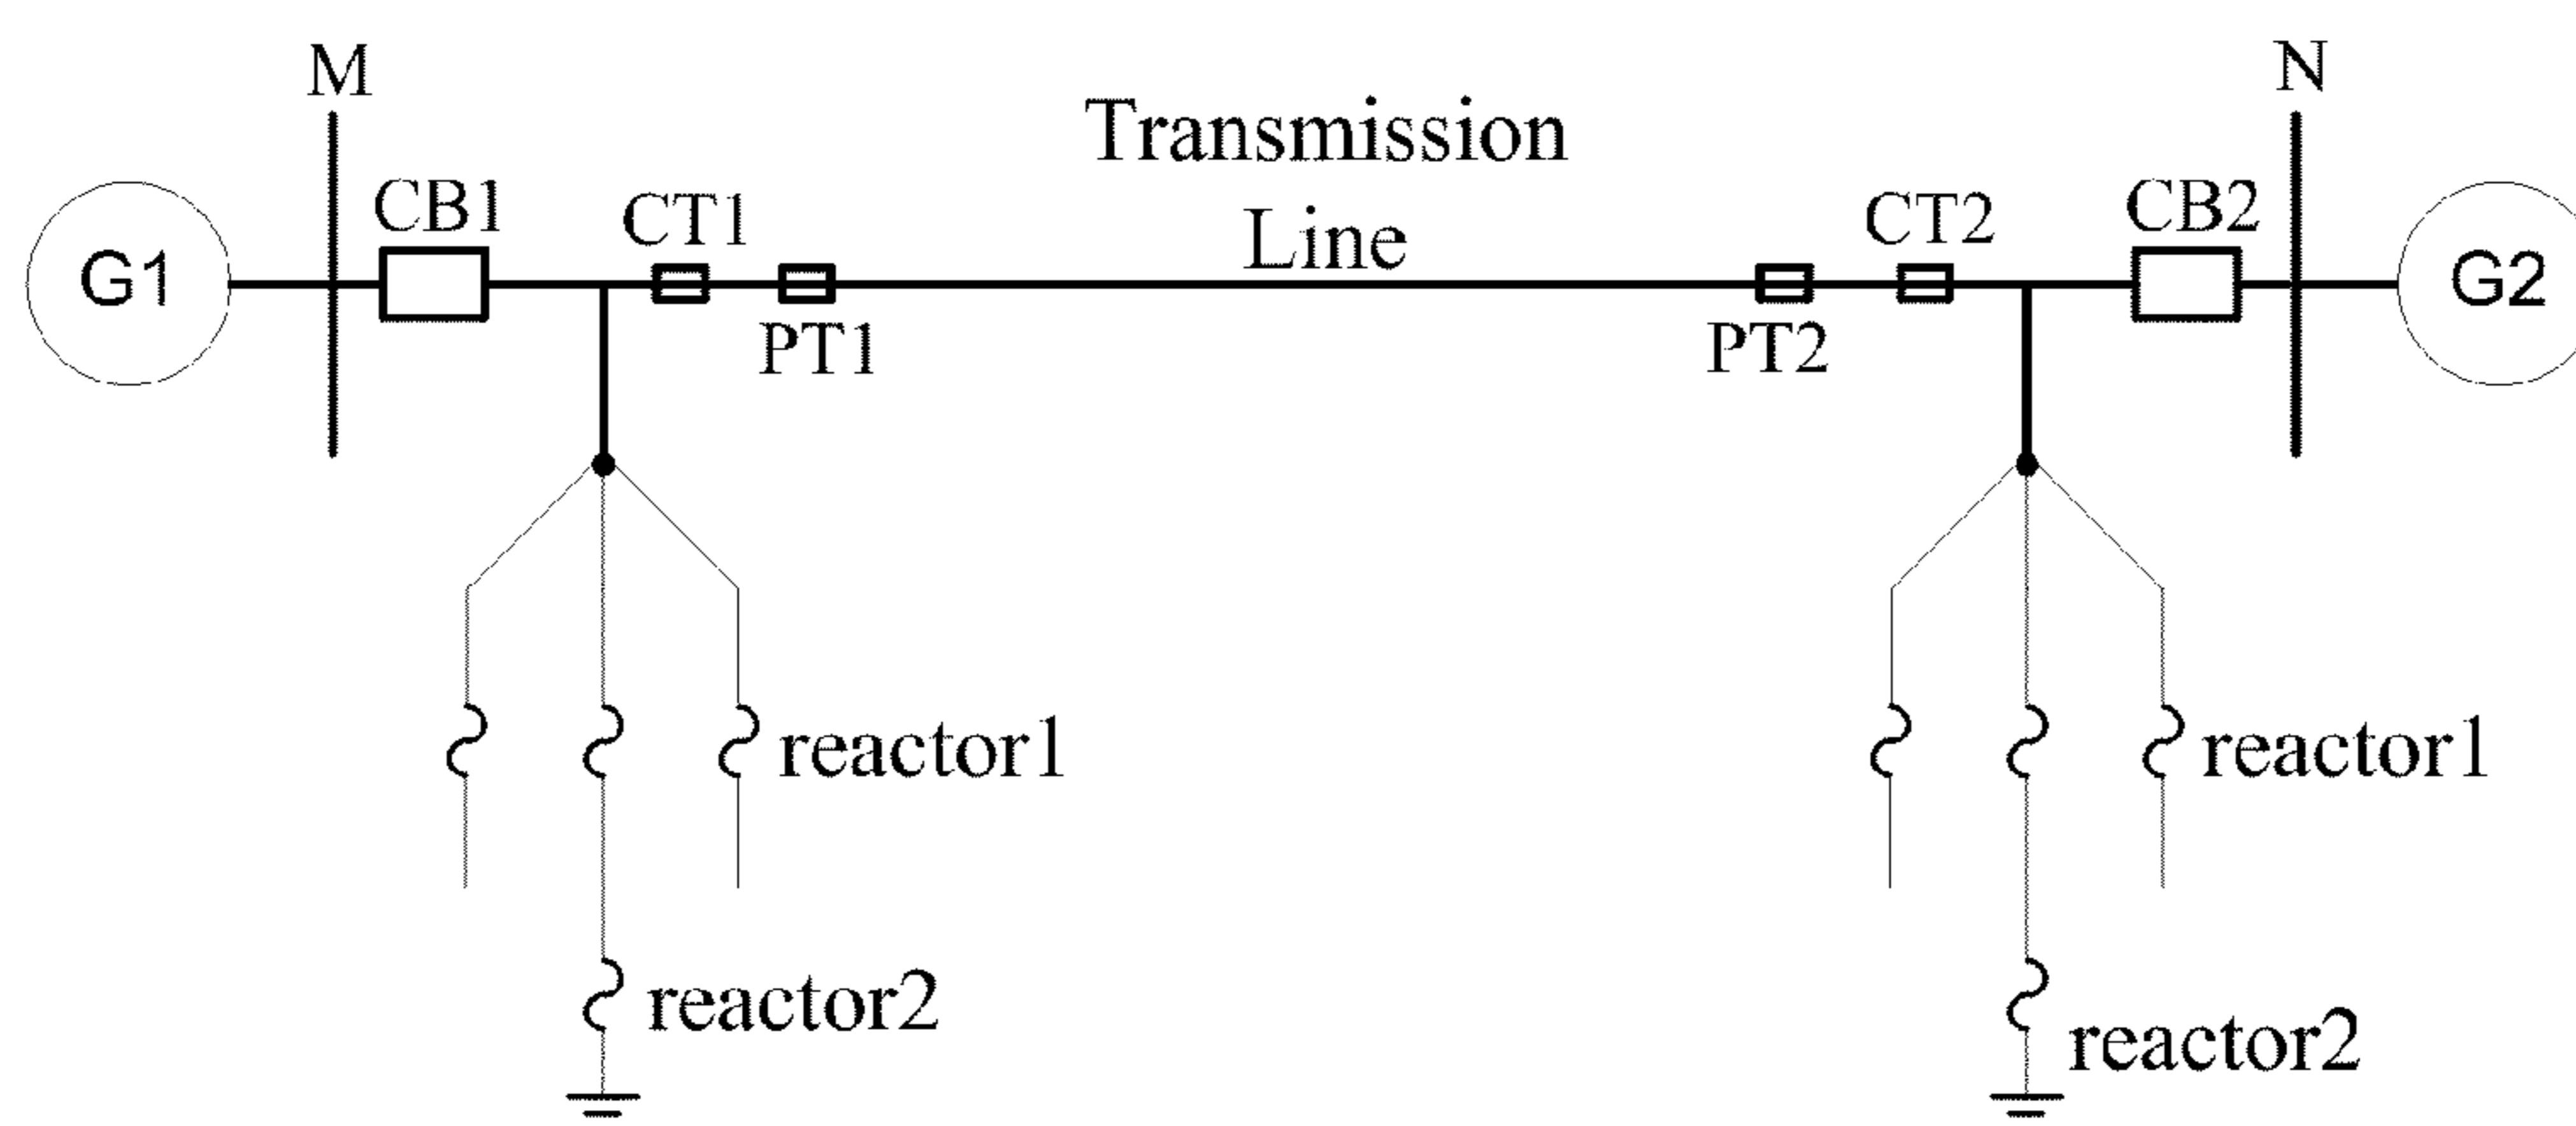 M
N
Transmission
Line
CB1
CT1
CT2
CB2
G1
G2
PT1
PT2
reactor1
reactor1
reactor2
reactor2